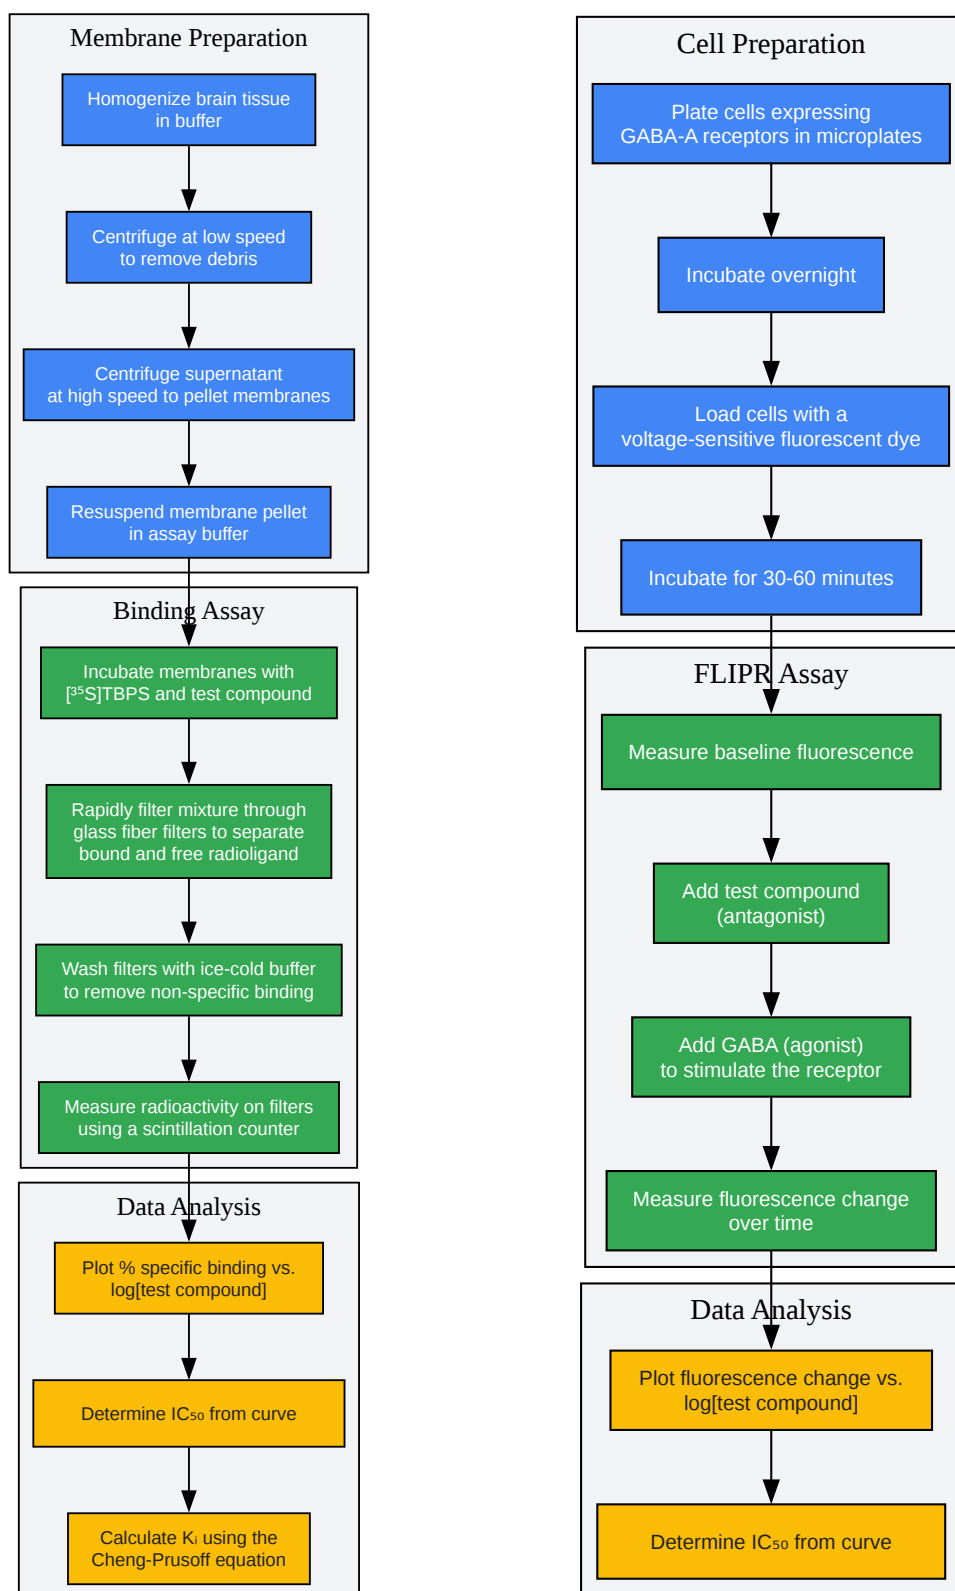 Membrane Preparation
Homogenize brain tissue
in buffer
Centrifuge at low speed
to remove debris
Centrifuge supernatant
at high speed to pellet membranes
Resuspend membrane pellet
in assay buffer
Binding Assay
Incubate membranes with
[³⁵S]TBPS and test compound
Rapidly filter mixture through
glass fiber filters to separate
bound and free radioligand
Wash filters with ice-cold buffer
to remove non-specific binding
Measure radioactivity on filters
using a scintillation counter
Data Analysis
Plot % specific binding vs.
log[test compound]
Determine IC₅₀ from curve
Calculate Kᵢ using the
Cheng-Prusoff equation
Cell Preparation
Plate cells expressing
GABA-A receptors in microplates
Incubate overnight
Load cells with a
voltage-sensitive fluorescent dye
Incubate for 30-60 minutes
FLIPR Assay
Measure baseline fluorescence
Add test compound
(antagonist)
Add GABA (agonist)
to stimulate the receptor
Measure fluorescence change
over time
Data Analysis
Plot fluorescence change vs.
log[test compound]
Determine IC₅₀ from curve